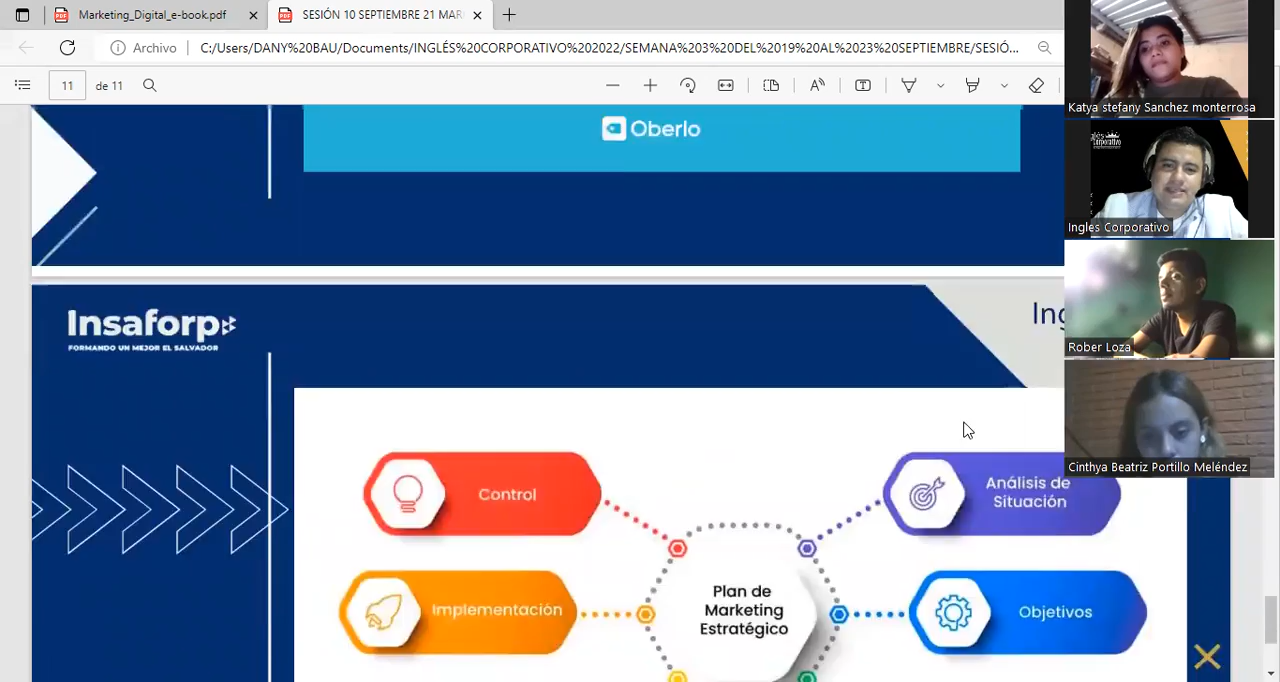 Marketing_Digital_e-book.pdf
SESIÓN 10 SEPTIEMBRE 21 MAR
Archivo
C:/Users/DANY%20BAU/Documents/INGLÉS%20CORPORATIVO%202022/SEMANA%203%20DEL%2019%20AL%2023%20SEPTIEMBRE/SESIÓ...
11 de 11
Oberlo
Insaforp
FORMANDO UN MEJOR EL SALVADOR
Control
Análisis de
Situación
Implementación
Plan de
Marketing
Estratégico
Objetivos
Katya stefany Sanchez monterrosa
Ingles Corporativo
Rober Loza
Cinthya Beatriz Portillo Meléndez